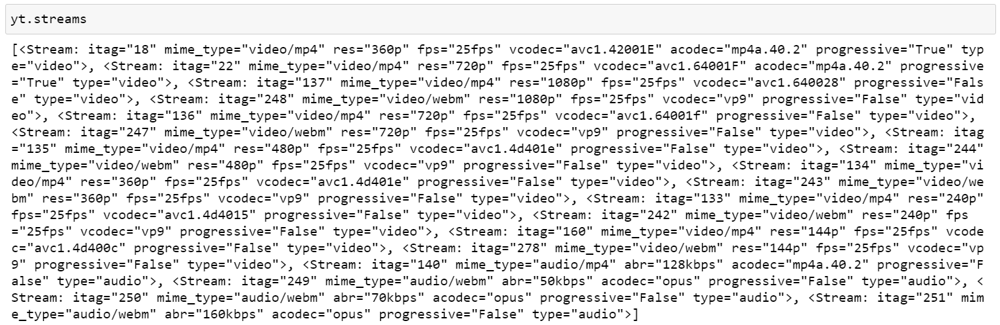 yt.streams
[<Stream: itag="18" mime_type="video/mp4" res="360p" fps="25fps" vcodec="avc1.42001E" acodec="mp4a.40.2" progressive="True" typ
e="video">, <Stream: itag="22" mime_type="video/mp4" res="720p" fps="25fps" vcodec="avc1.64001F" acodec="mp4a.40.2" progressive
="True" type="video">, <Stream: itag="137" mime_type="video/mp4" res="1080p" fps="25fps" vcodec="avc1.640028" progressive="Fals
e" type="video">, <Stream: itag="248" mime_type="video/webm" res="1080p" fps="25fps" vcodec="vp9" progressive="False" type="vid
eo">, <Stream: itag="136" mime_type="video/mp4" res="720p" fps="25fps" vcodec="avc1.64001f" progressive="False" type="video">,
<Stream: itag="247" mime_type="video/webm" res="720p" fps="25fps" vcodec="vp9" progressive="False" type="video">, <Stream: itag
="135" mime_type="video/mp4" res="480p" fps="25fps" vcodec="avc1.4d401e" progressive="False" type="video">, <Stream: itag="244"
mime_type="video/webm" res="480p" fps="25fps" vcodec="vp9" progressive="False" type="video">, <Stream: itag="134" mime_type="vi
deo/mp4" res="360p" fps="25fps" vcodec="avc1.4d401e" progressive="False" type="video">, <Stream: itag="243" mime_type="video/we
bm" res="360p" fps="25fps" vcodec="vp9" progressive="False" type="video">, <Stream: itag="133" mime_type="video/mp4" res="240p"
fps="25fps" vcodec="avc1.4d4015" progressive="False" type="video">, <Stream: itag="242" mime_type="video/webm" res="240p" fps
="25fps" vcodec="vp9" progressive="False" type="video">, <Stream: itag="160" mime_type="video/mp4" res="144p" fps="25fps" vcode
c="avc1.4d400c" progressive="False" type="video">, <Stream: itag="278" mime_type="video/webm" res="144p" fps="25fps" vcodec="vp
9" progressive="False" type="video">, <Stream: itag="140" mime_type="audio/mp4" abr="128kbps" acodec="mp4a.40.2" progressive="F
alse" type="audio">, <Stream: itag="249" mime_type="audio/webm" abr="50kbps" acodec="opus" progressive="False" type="audio">, <
Stream: itag="250" mime_type="audio/webm" abr="70kbps" acodec="opus" progressive="False" type="audio">, <Stream: itag="251" mim
e_type="audio/webm" abr="160kbps" acodec="opus" progressive="False" type="audio">]